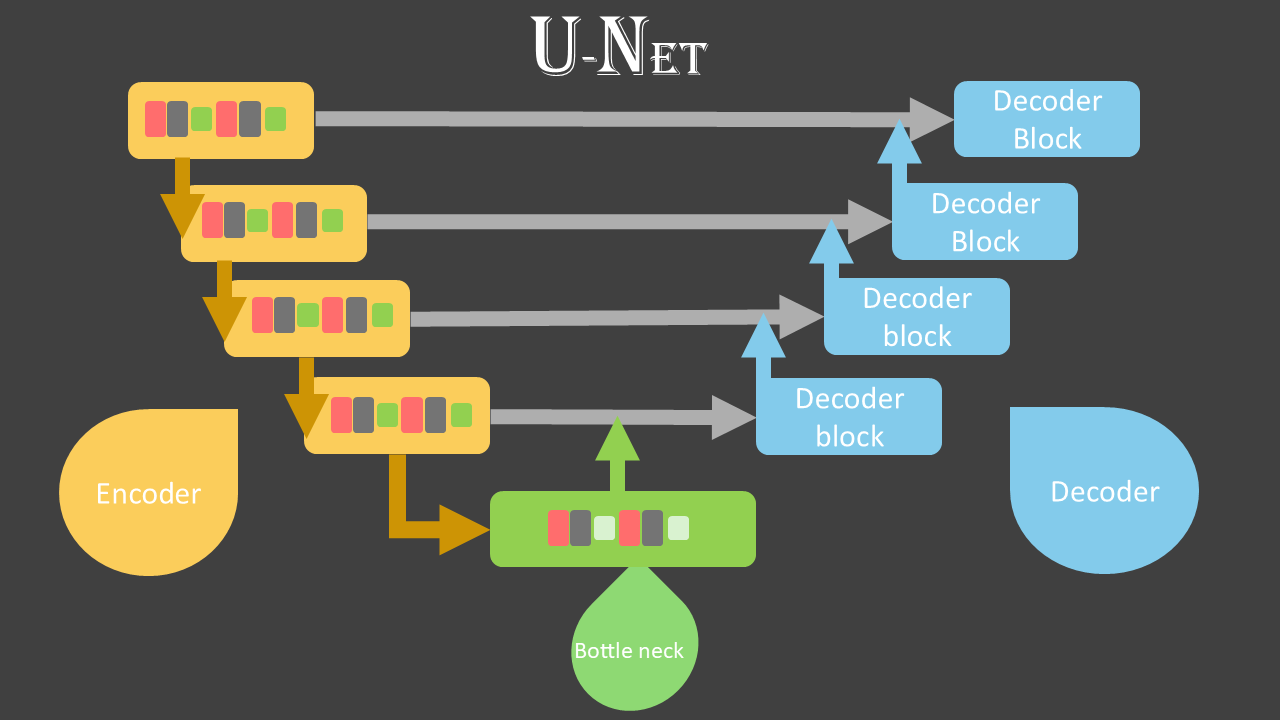 U-Net
Decoder
Block
Decoder
Block
Decoder
block
Decoder
block
Encoder
Decoder
Bottle neck